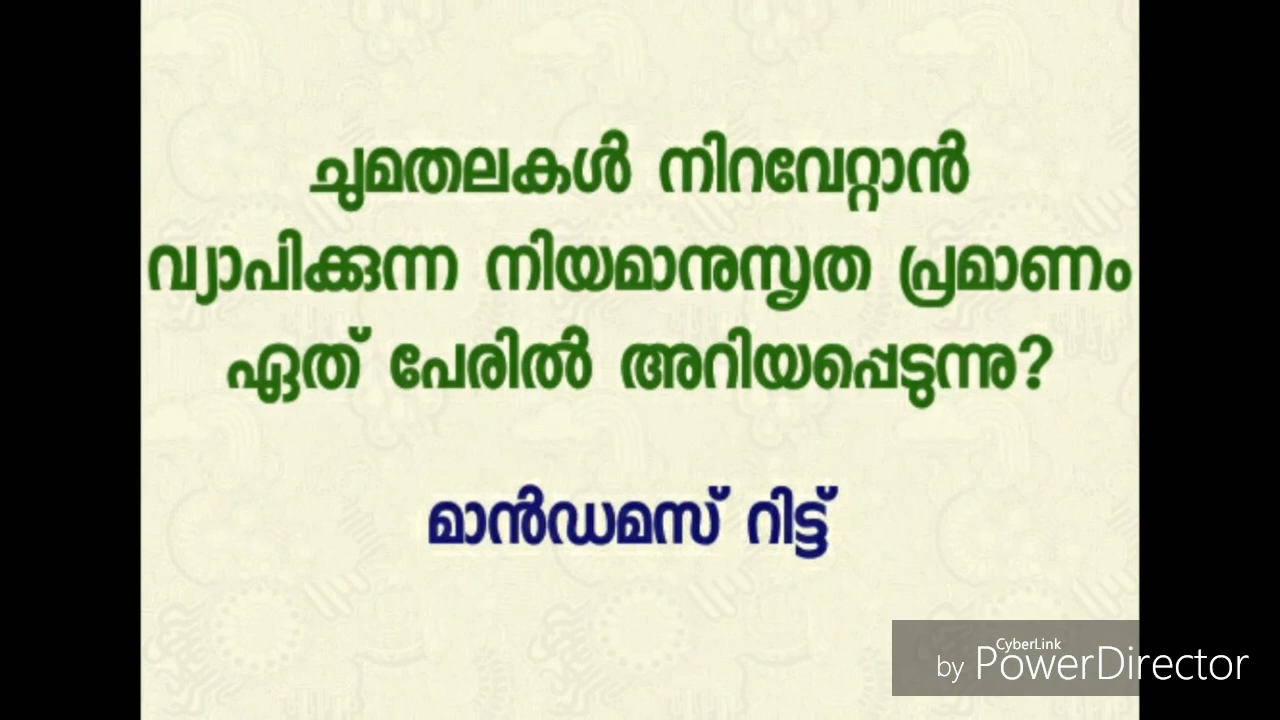 ചുമതലകൾ നിറവേറ്റാൻ
വ്യാപിക്കുന്ന നിയമാനുസൃത പ്രമാണം
ഏത് പേരിൽ അറിയപ്പെടുന്നു?
മാൻഡമസ് റിട്ട്
CyberLink
by PowerDirector